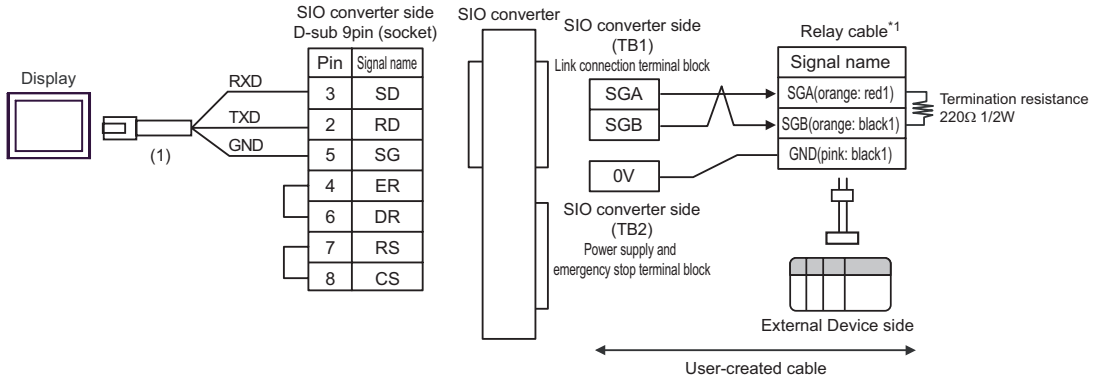 Display
(1)
RXD
TXD
GND
SIO converter side
D-sub 9pin (socket)
Pin Signal name
3 SD
2 RD
5 SG
4 ER
6 DR
7 RS
8 CS
SIO converter
SIO converter side
(TB1)
Link connection terminal block
SGA
SGB
0V
SIO converter side
(TB2)
Power supply and
emergency stop terminal block
Relay cable*1
Signal name
SGA(orange: red1)
SGB(orange: black1)
GND(pink: black1)
Termination resistance
220Ω 1/2W
External Device side
User-created cable